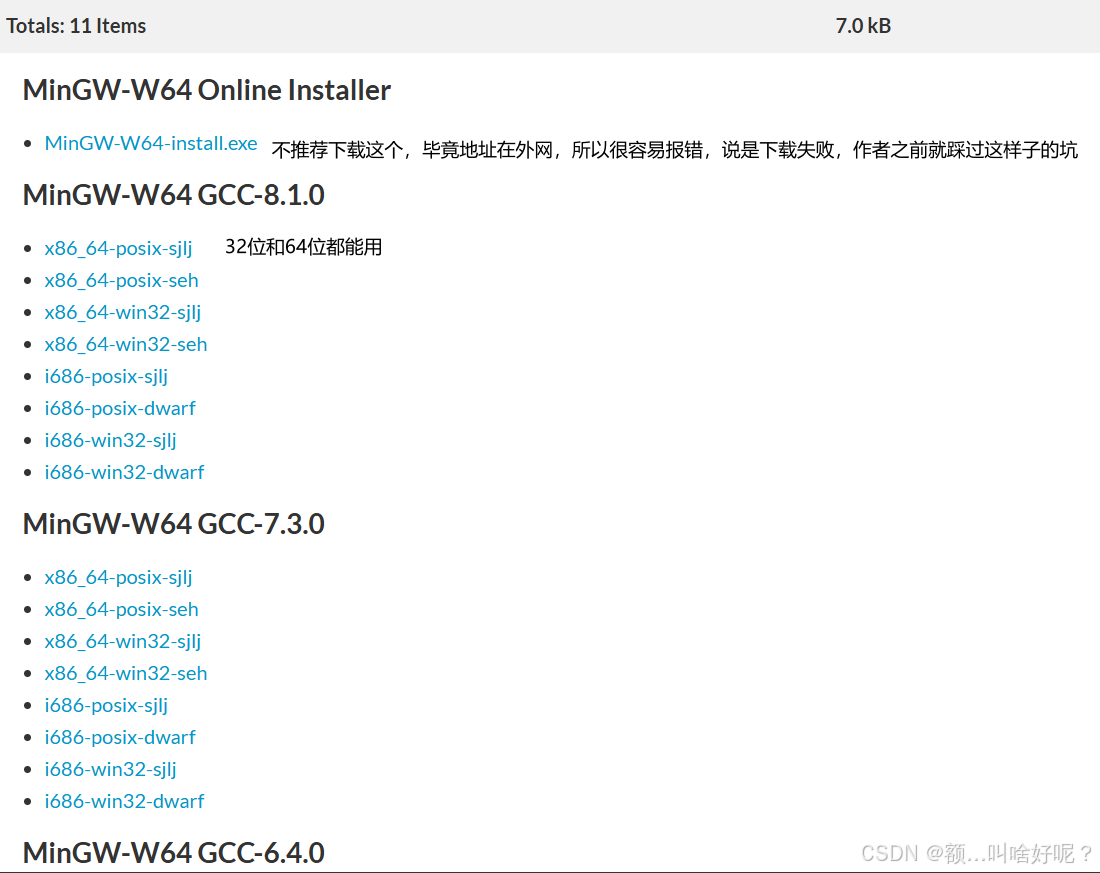 Totals: 11 Items 7.0 kB
MinGW-W64 Online Installer
MinGW-W64-install.exe 不推荐下载这个，毕竟地址在外网，所以很容易报错，说是下载失败，作者之前就踩过这样子的坑
MinGW-W64 GCC-8.1.0
x86_64-posix-sjlj 32位和64位都能用
x86_64-posix-seh
x86_64-win32-sjlj
x86_64-win32-seh
i686-posix-sjlj
i686-posix-dwarf
i686-win32-sjlj
i686-win32-dwarf
MinGW-W64 GCC-7.3.0
x86_64-posix-sjlj
x86_64-posix-seh
x86_64-win32-sjlj
x86_64-win32-seh
i686-posix-sjlj
i686-posix-dwarf
i686-win32-sjlj
i686-win32-dwarf
MinGW-W64 GCC-6.4.0
CSDN @额...叫啥好呢？